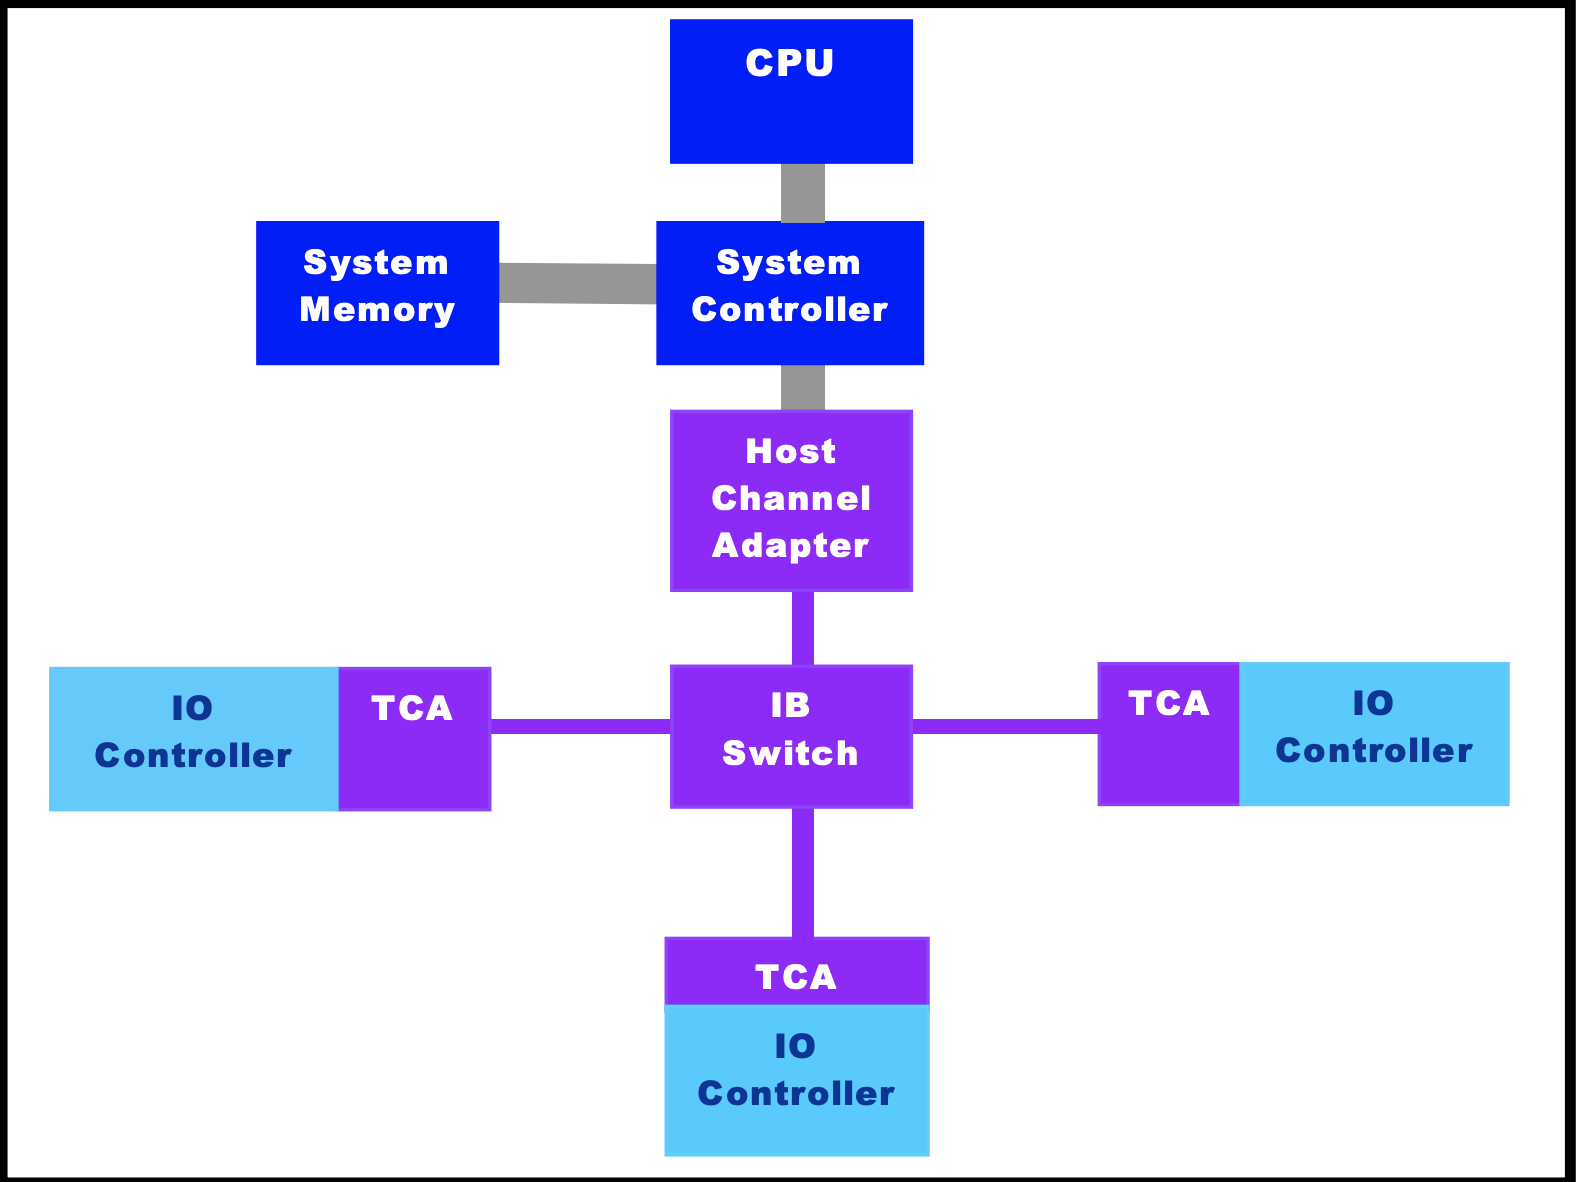 CPU
System
Memory
System
Controller
Host
Channel
Adapter
IO
Controller
TCA
IB
Switch
TCA
IO
Controller
TCA
IO
Controller